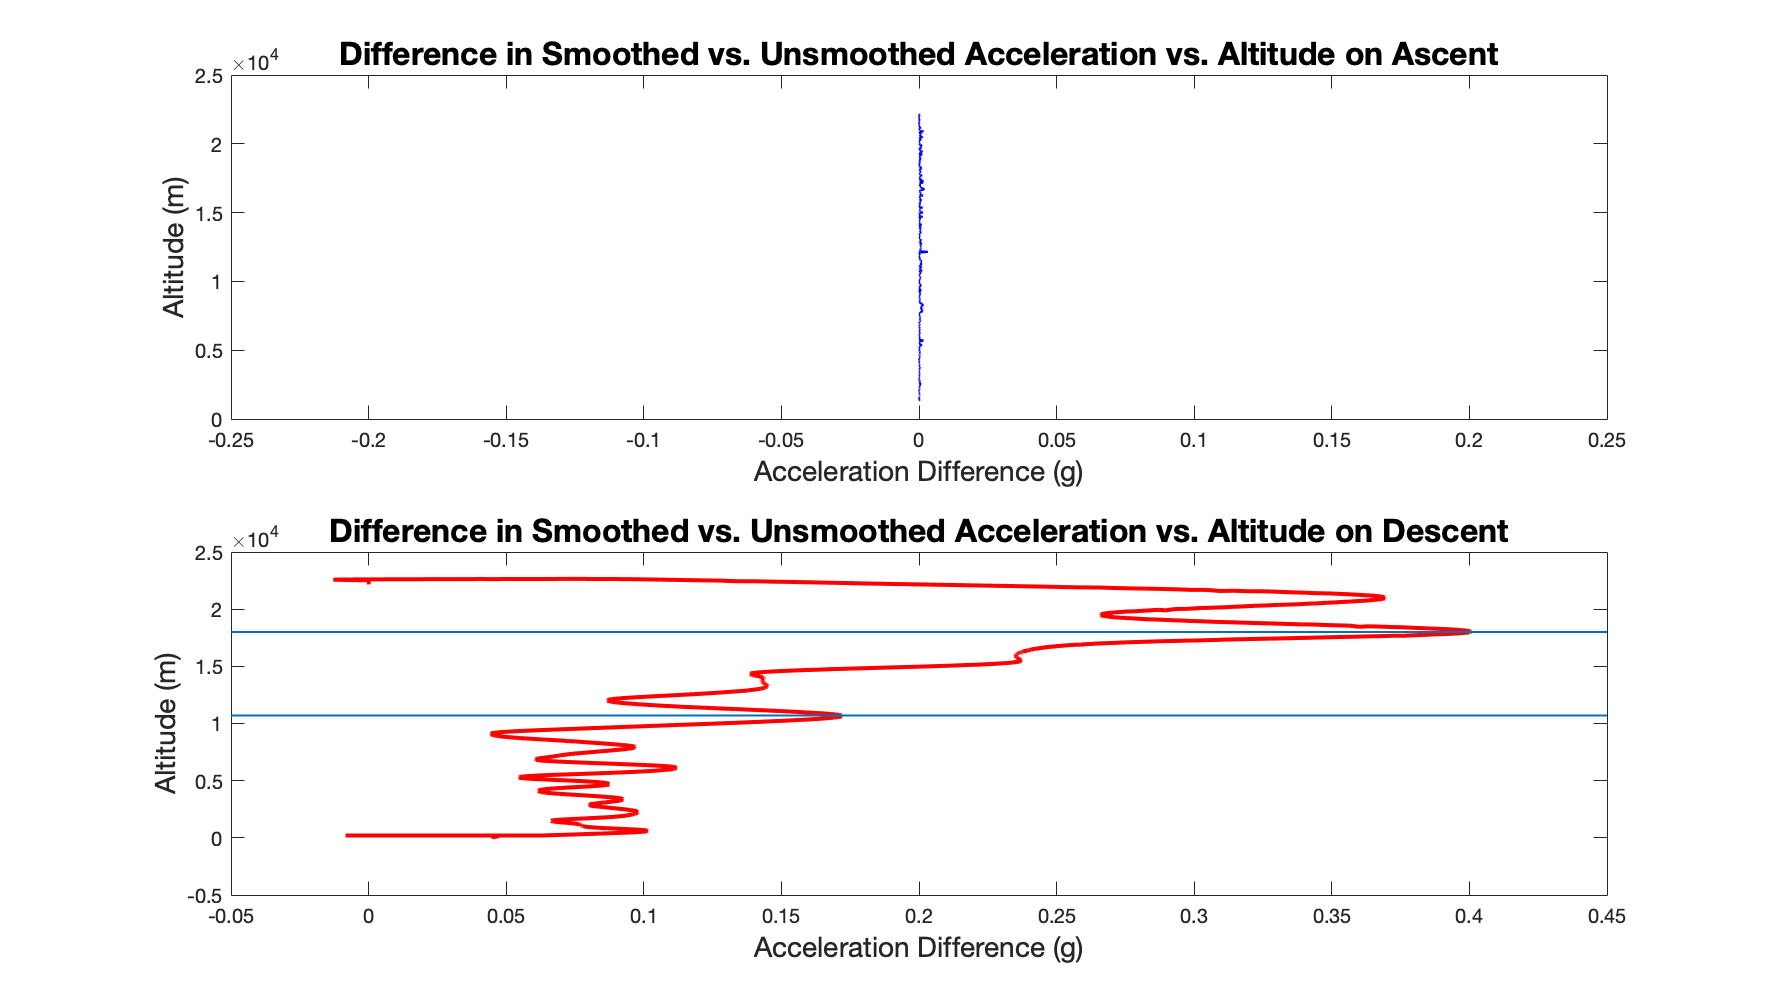 Difference in Smoothed vs. Unsmoothed Acceleration vs. Altitude on Ascent
×10⁴
2.5
2
1.5
1
0.5
0
Altitude (m)
-0.25 -0.2 -0.15 -0.1 -0.05 0 0.05 0.1 0.15 0.2 0.25
Acceleration Difference (g)
Difference in Smoothed vs. Unsmoothed Acceleration vs. Altitude on Descent
×10⁴
2.5
2
1.5
1
0.5
0
-0.5
Altitude (m)
-0.05 0 0.05 0.1 0.15 0.2 0.25 0.3 0.35 0.4 0.45
Acceleration Difference (g)